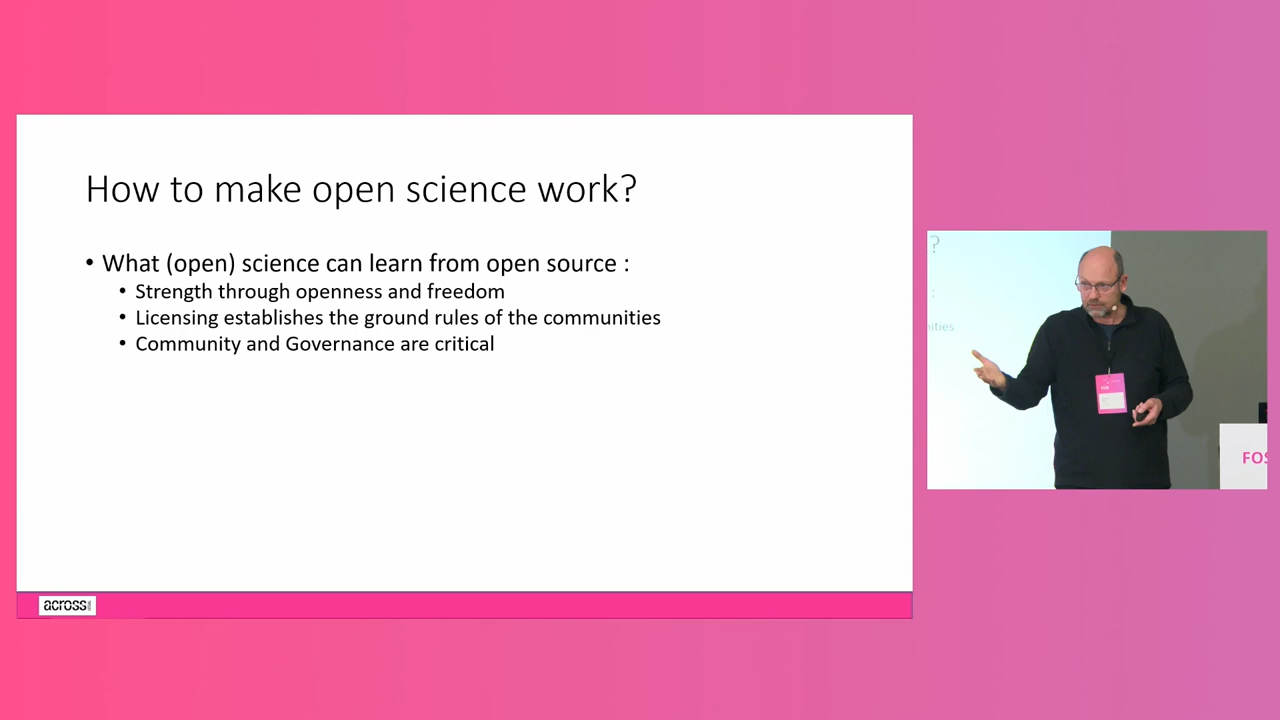 How to make open science work?
• What (open) science can learn from open source :
• Strength through openness and freedom
• Licensing establishes the ground rules of the communities
• Community and Governance are critical
across
?
:
nities
FOS